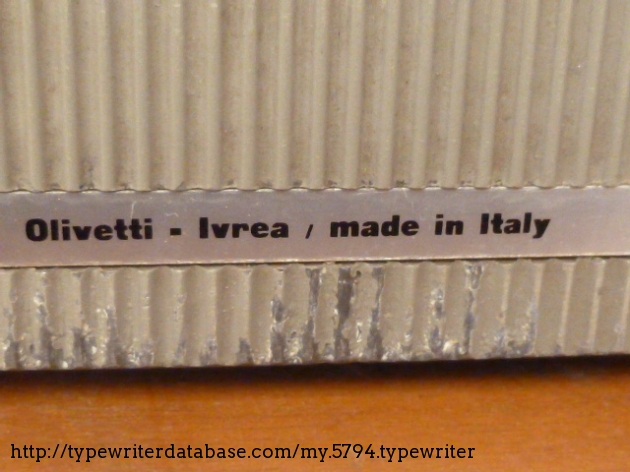 Olivetti - Ivrea / made in Italy
http://typewriterdatabase.com/my.5794.typewriter